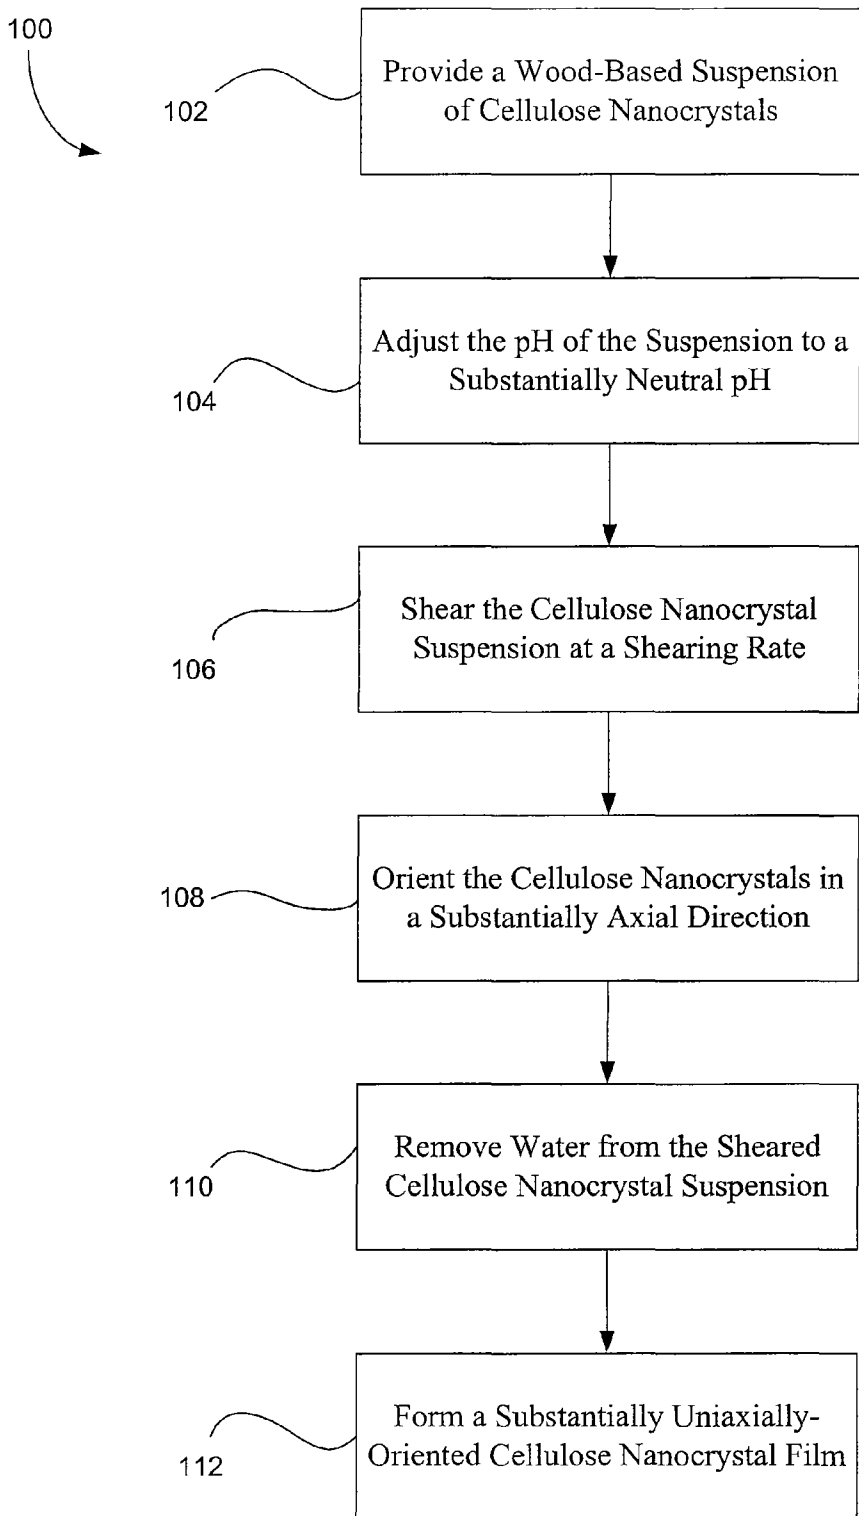 100
Provide a Wood-Based Suspension
of Cellulose Nanocrystals
102
Adjust the pH of the Suspension to a
Substantially Neutral pH
104
Shear the Cellulose Nanocrystal
Suspension at a Shearing Rate
106
Orient the Cellulose Nanocrystals in
a Substantially Axial Direction
108
Remove Water from the Sheared
Cellulose Nanocrystal Suspension
110
Form a Substantially Uniaxially-
Oriented Cellulose Nanocrystal Film
112